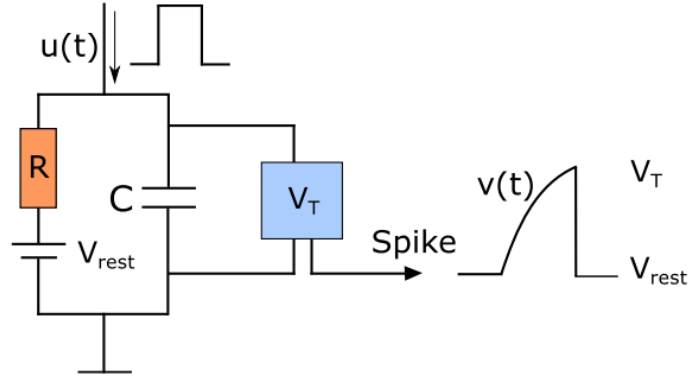 u(t)
R
C
V_rest
V_T
Spike
v(t)
V_T
V_rest